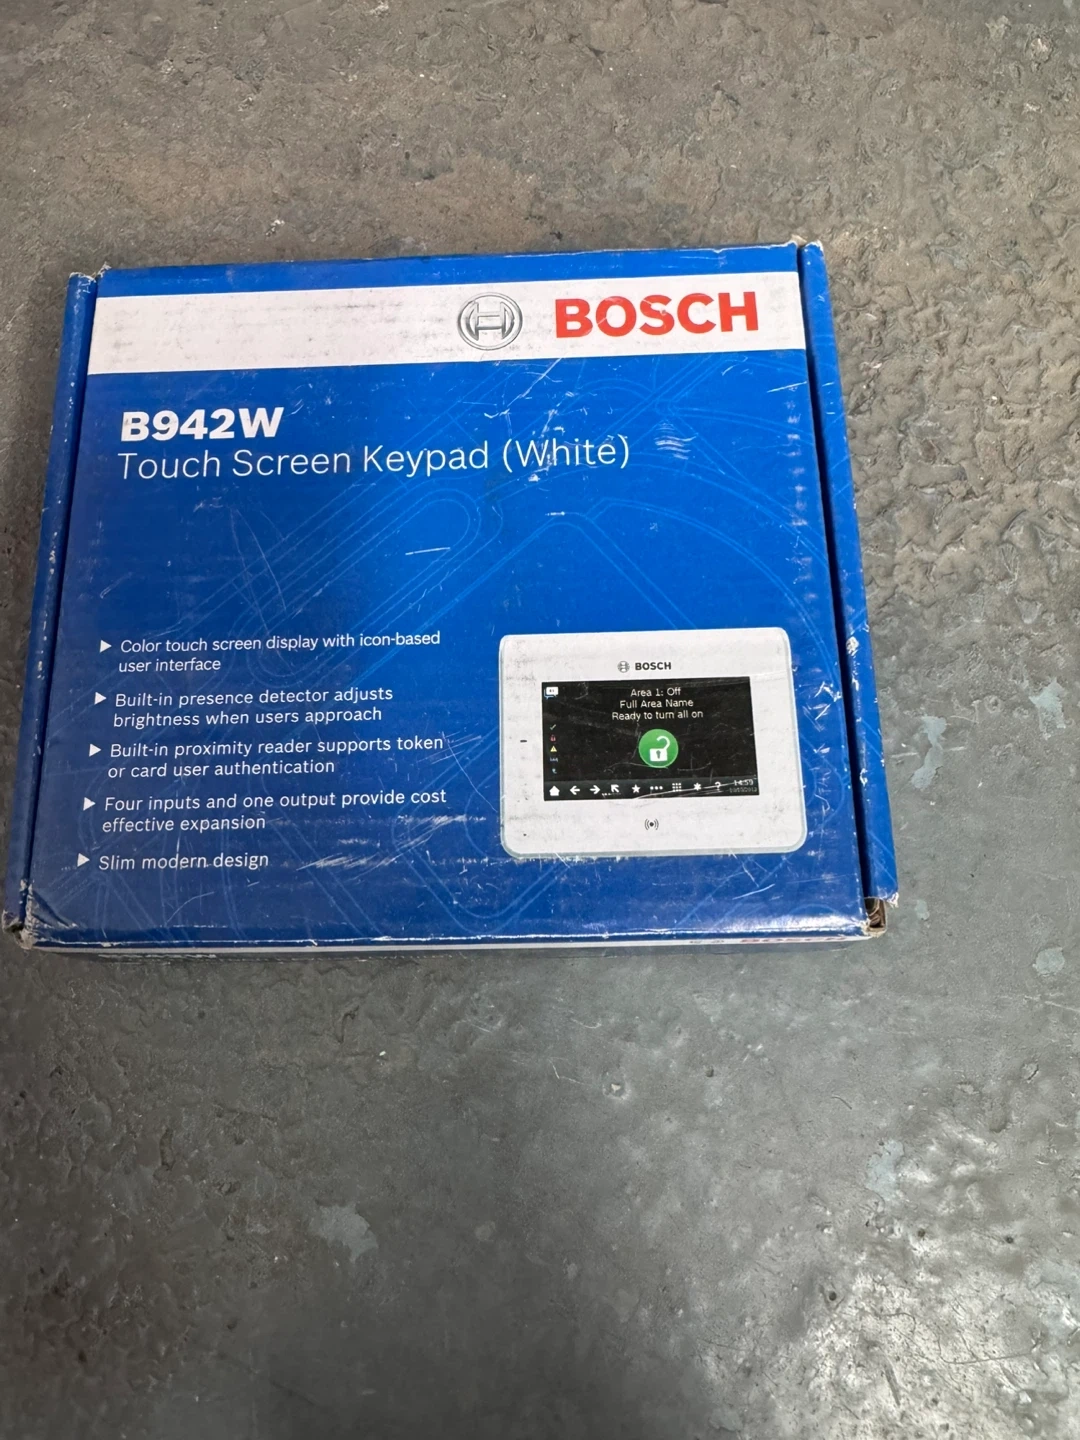 BOSCH
B942W
Touch Screen Keypad (White)
▶ Color touch screen display with icon-based
user interface
▶ Built-in presence detector adjusts
brightness when users approach
▶ Built-in proximity reader supports token
or card user authentication
▶ Four inputs and one output provide cost
effective expansion
▶ Slim modern design
BOSCH
Area 1: Off
Full Area Name
Ready to turn all on
14:59
BOSCH